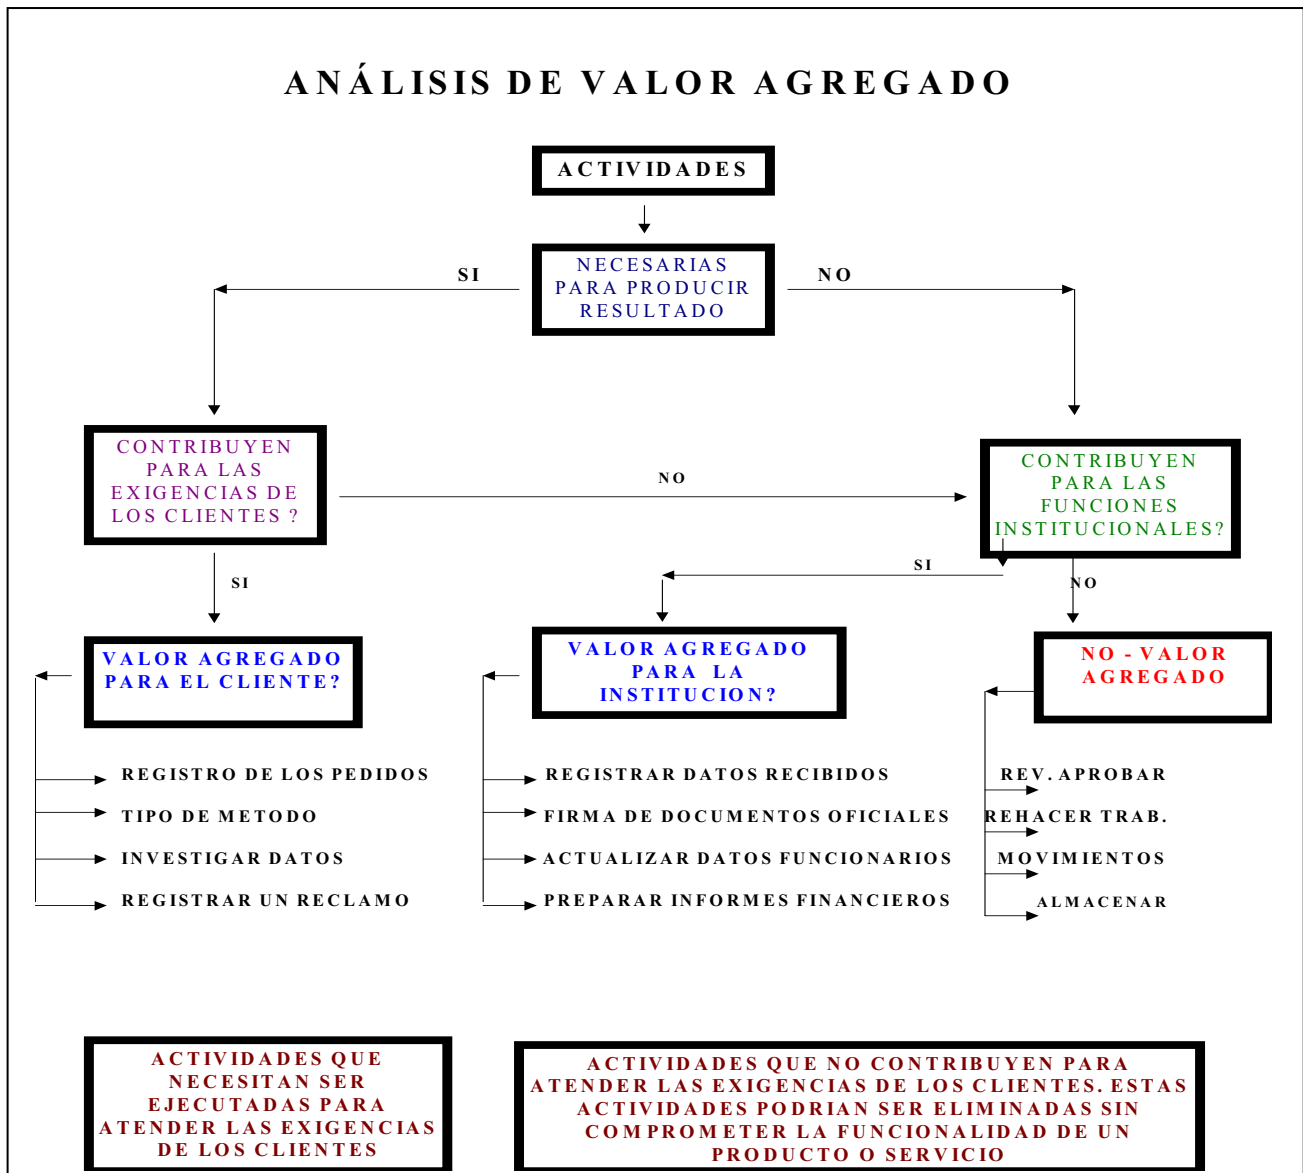 ANÁLISIS DE VALOR AGREGADO
ACTIVIDADES
NECESARIAS
PARA PRODUCIR
RESULTADO
SI
NO
CONTRIBUYEN
PARA LAS
EXIGENCIAS DE
LOS CLIENTES ?
NO
CONTRIBUYEN
PARA LAS
FUNCIONES
INSTITUCIONALES?
SI
SI
NO
VALOR AGREGADO
PARA EL CLIENTE?
VALOR AGREGADO
PARA LA
INSTITUCION?
NO - VALOR
AGREGADO
REGISTRO DE LOS PEDIDOS
TIPO DE METODO
INVESTIGAR DATOS
REGISTRAR UN RECLAMO
REGISTRAR DATOS RECIBIDOS
FIRMA DE DOCUMENTOS OFICIALES
ACTUALIZAR DATOS FUNCIONARIOS
PREPARAR INFORMES FINANCIEROS
REV. APROBAR
REHACER TRAB.
MOVIMIENTOS
ALMACENAR
ACTIVIDADES QUE
NECESITAN SER
EJECUTADAS PARA
ATENDER LAS EXIGENCIAS
DE LOS CLIENTES
ACTIVIDADES QUE NO CONTRIBUYEN PARA
ATENDER LAS EXIGENCIAS DE LOS CLIENTES. ESTAS
ACTIVIDADES PODRIAN SER ELIMINADAS SIN
COMPROMETER LA FUNCIONALIDAD DE UN
PRODUCTO O SERVICIO